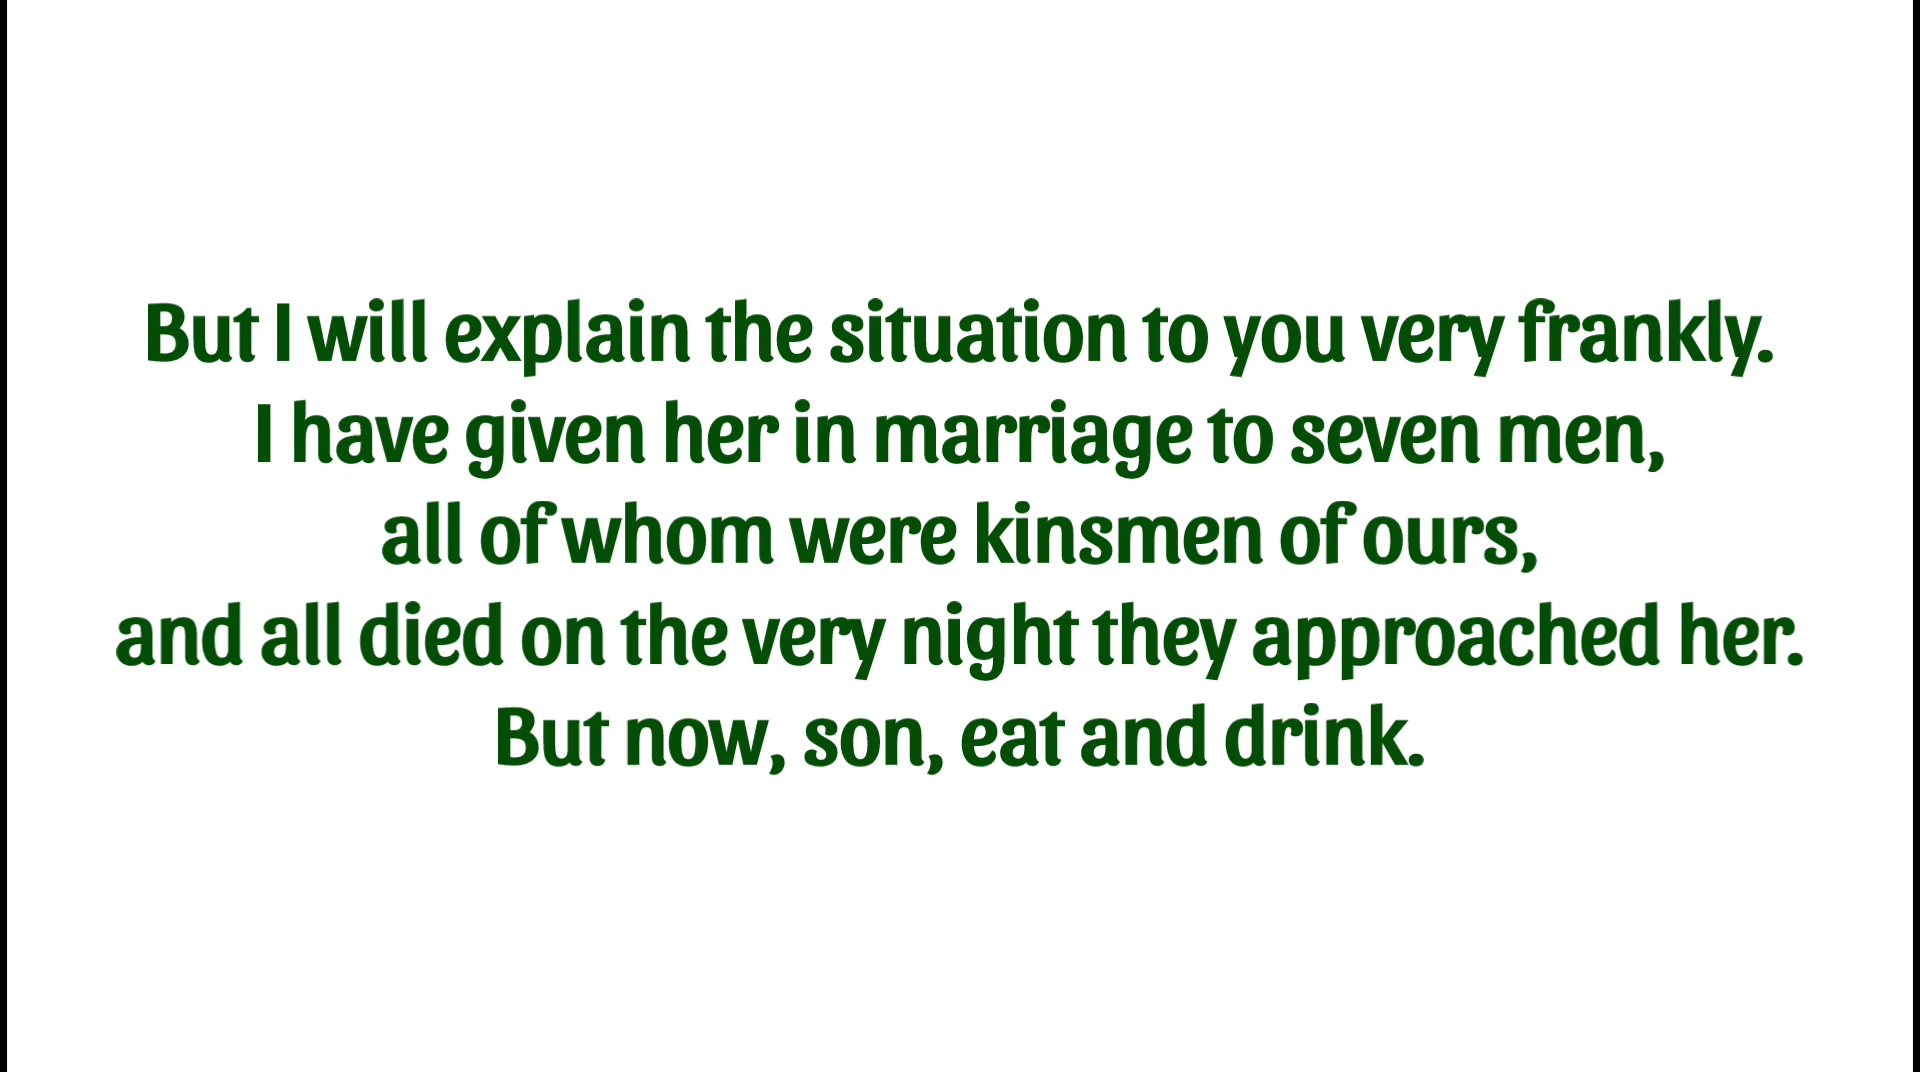 But I will explain the situation to you very frankly.
I have given her in marriage to seven men,
all of whom were kinsmen of ours,
and all died on the very night they approached her.
But now, son, eat and drink.